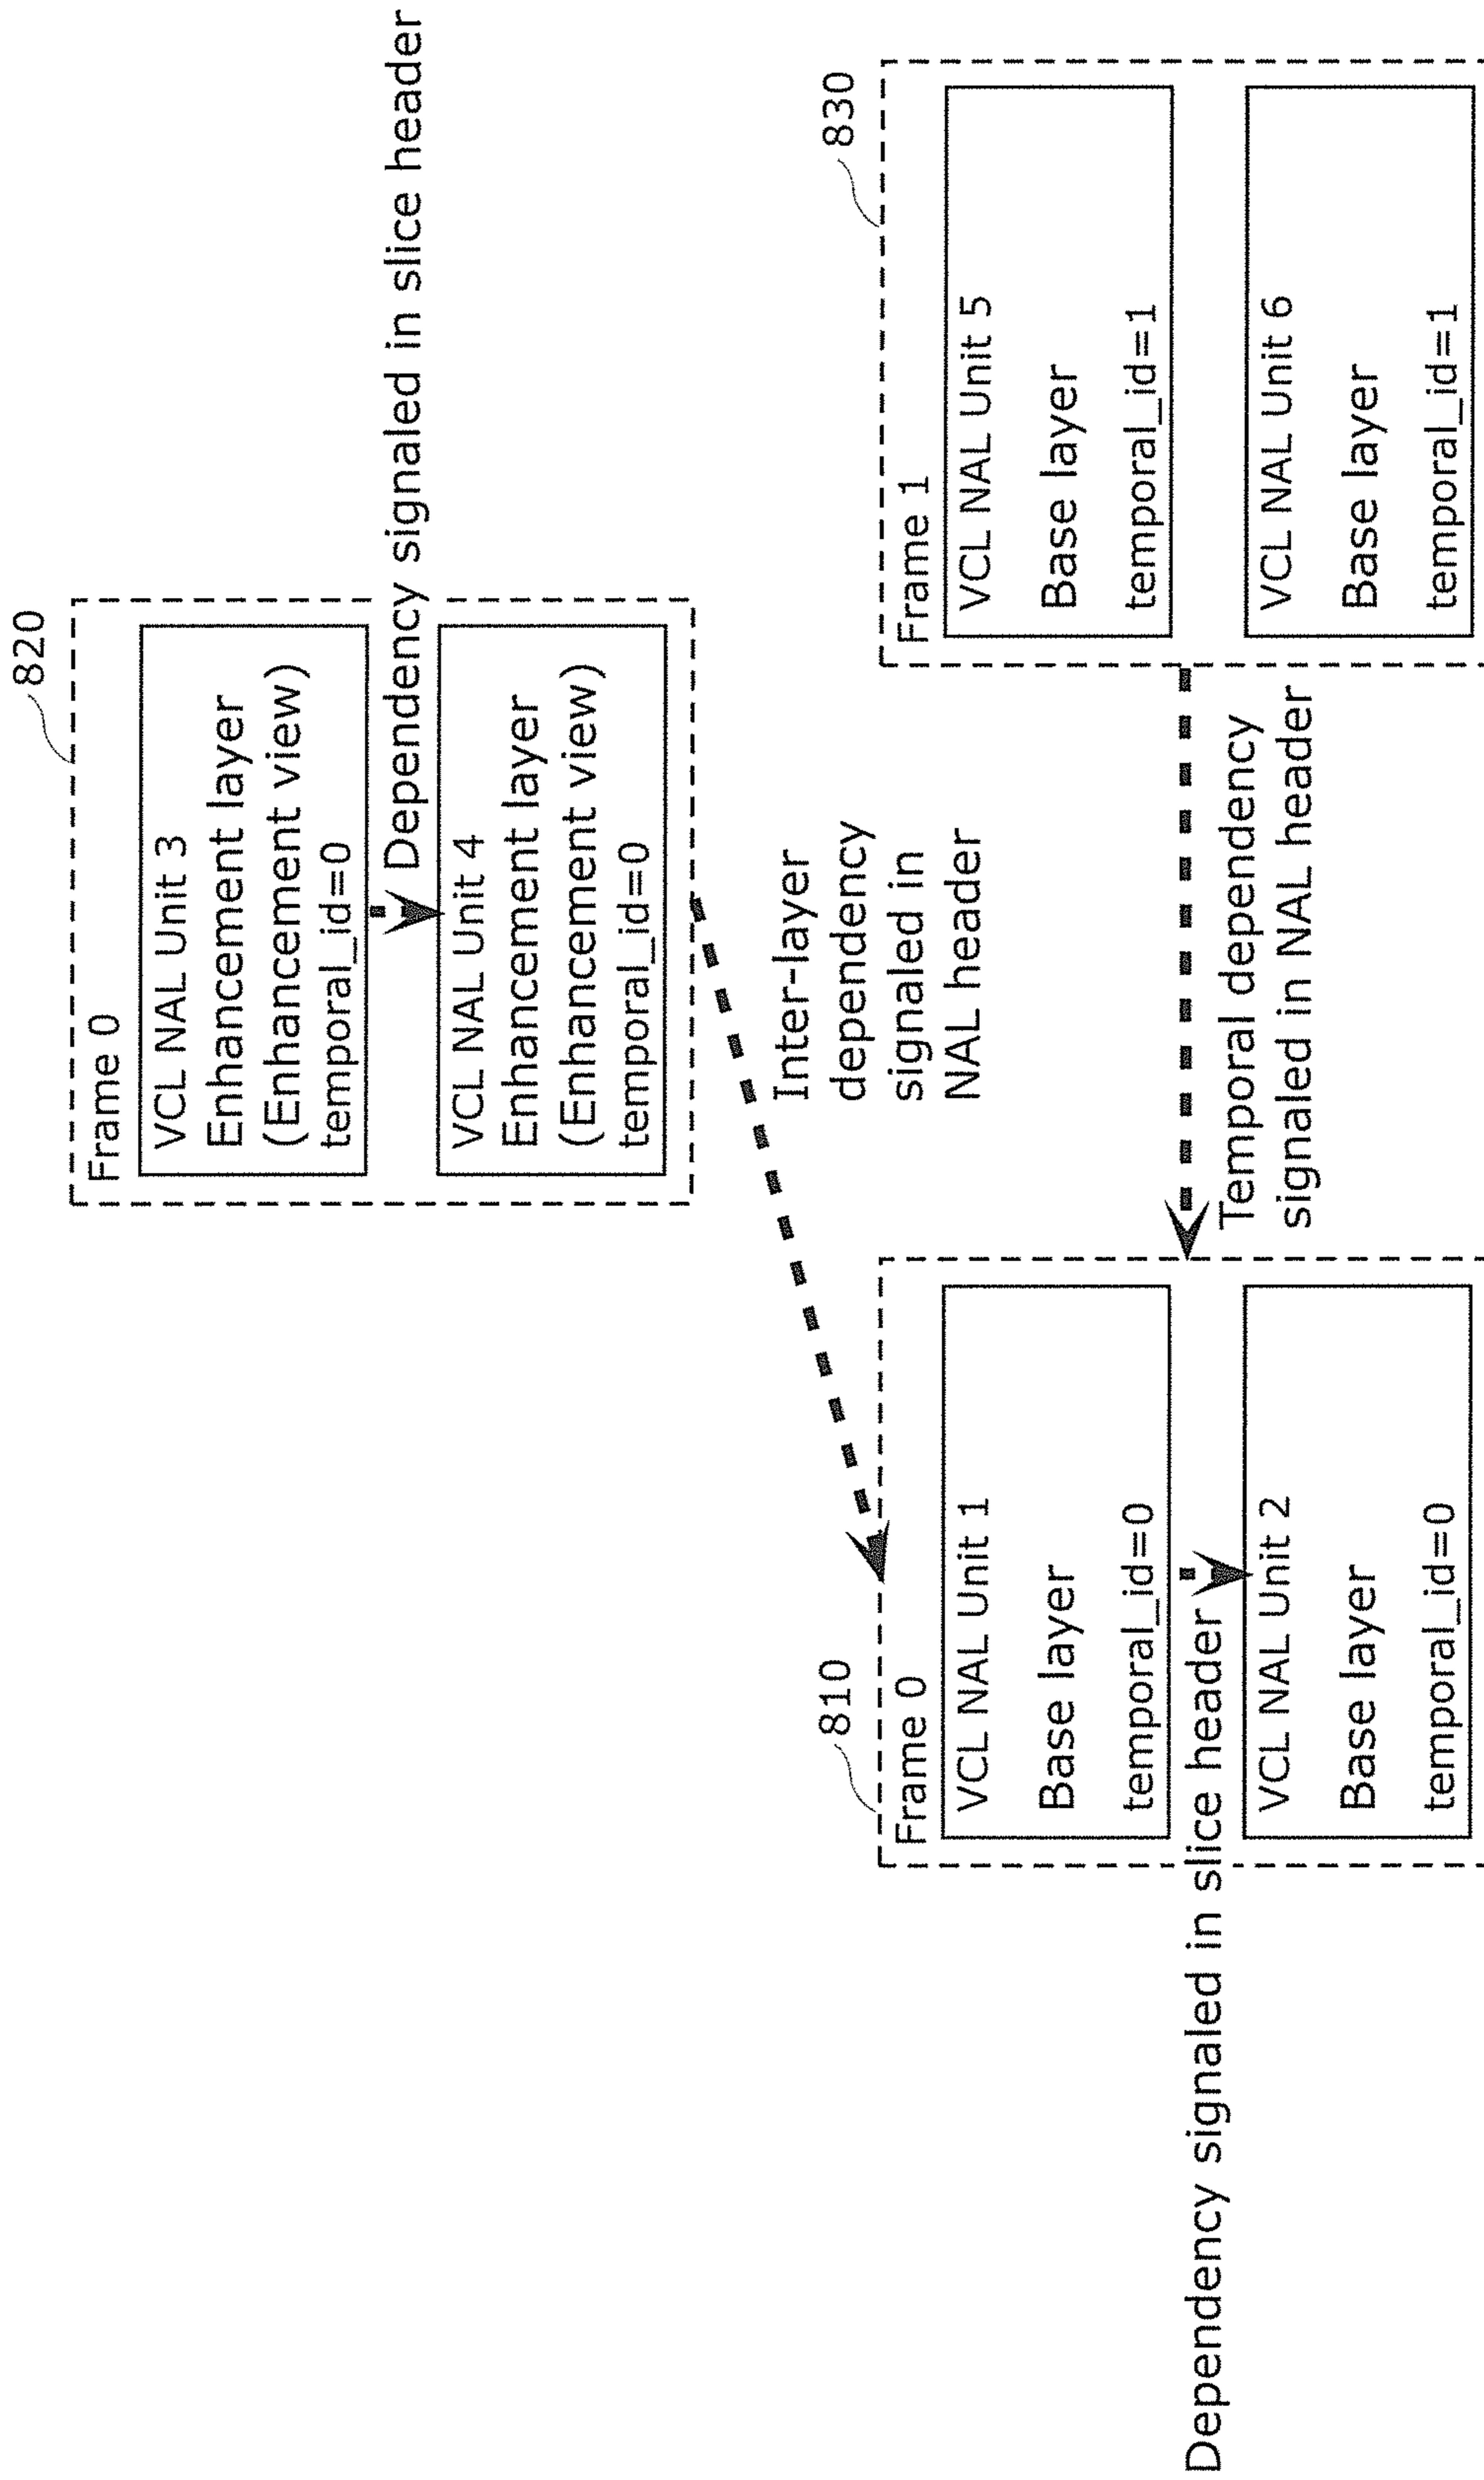 820
Frame 0
VCL NAL Unit 3
Enhancement layer
(Enhancement view)
temporal_id=0
Dependency signaled in slice header
VCL NAL Unit 4
Enhancement layer
(Enhancement view)
temporal_id=0
Inter-layer
dependency
signaled in
NAL header
810
Frame 0
VCL NAL Unit 1
Base layer
temporal_id=0
Dependency signaled in slice header
VCL NAL Unit 2
Base layer
temporal_id=0
Temporal dependency
signaled in NAL header
830
Frame 1
VCL NAL Unit 5
Base layer
temporal_id=1
VCL NAL Unit 6
Base layer
temporal_id=1